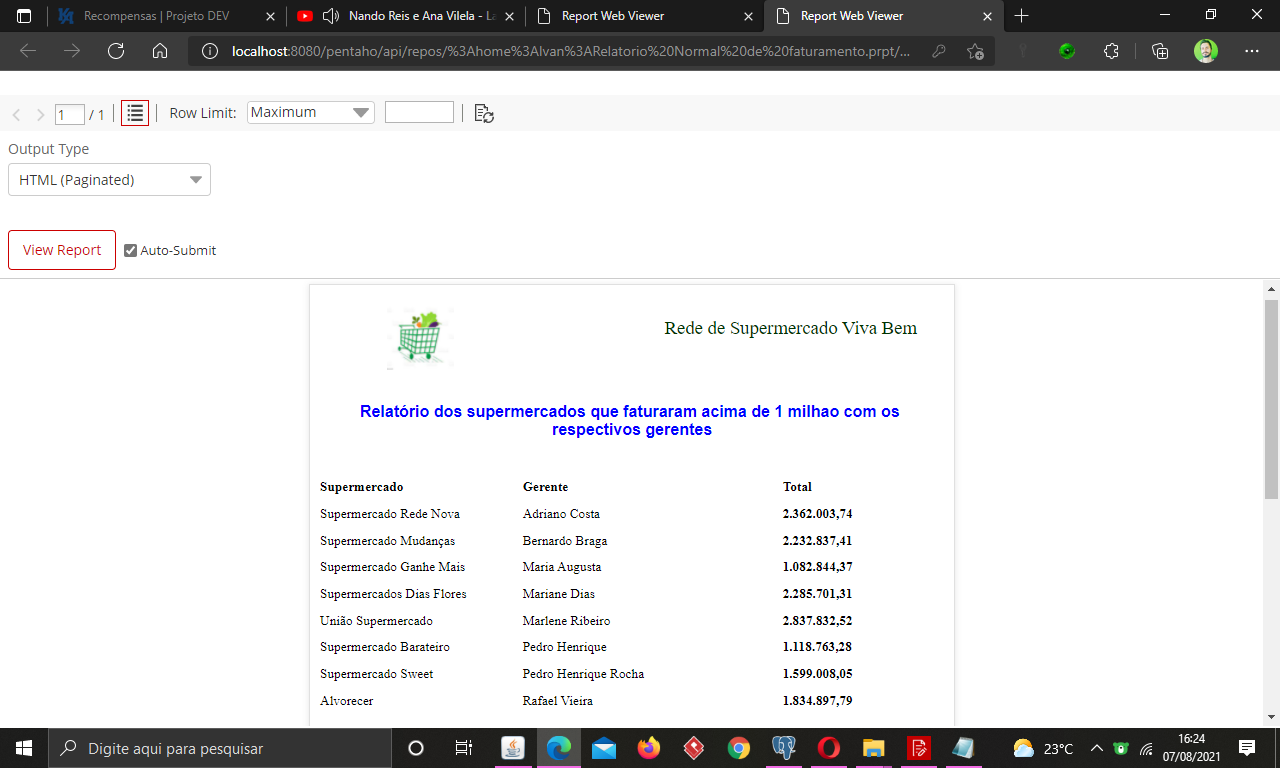 Recompensas | Projeto DEV
Nando Reis e Ana Vilela - La
Report Web Viewer
Report Web Viewer
localhost:8080/pentaho/api/repos/%3Ahome%3AIvan%3ARelatorio%20Normal%20de%20faturamento.prpt/...
1 / 1 Row Limit: Maximum
Output Type
HTML (Paginated)
View Report Auto-Submit
Rede de Supermercado Viva Bem
Relatório dos supermercados que faturaram acima de 1 milhao com os
respectivos gerentes
Supermercado Gerente Total
Supermercado Rede Nova Adriano Costa 2.362.003,74
Supermercado Mudanças Bernardo Braga 2.232.837,41
Supermercado Ganhe Mais Maria Augusta 1.082.844,37
Supermercados Dias Flores Mariane Dias 2.285.701,31
União Supermercado Marlene Ribeiro 2.837.832,52
Supermercado Barateiro Pedro Henrique 1.118.763,28
Supermercado Sweet Pedro Henrique Rocha 1.599.008,05
Alvorecer Rafael Vieira 1.834.897,79
Digite aqui para pesquisar
23°C
16:24
07/08/2021